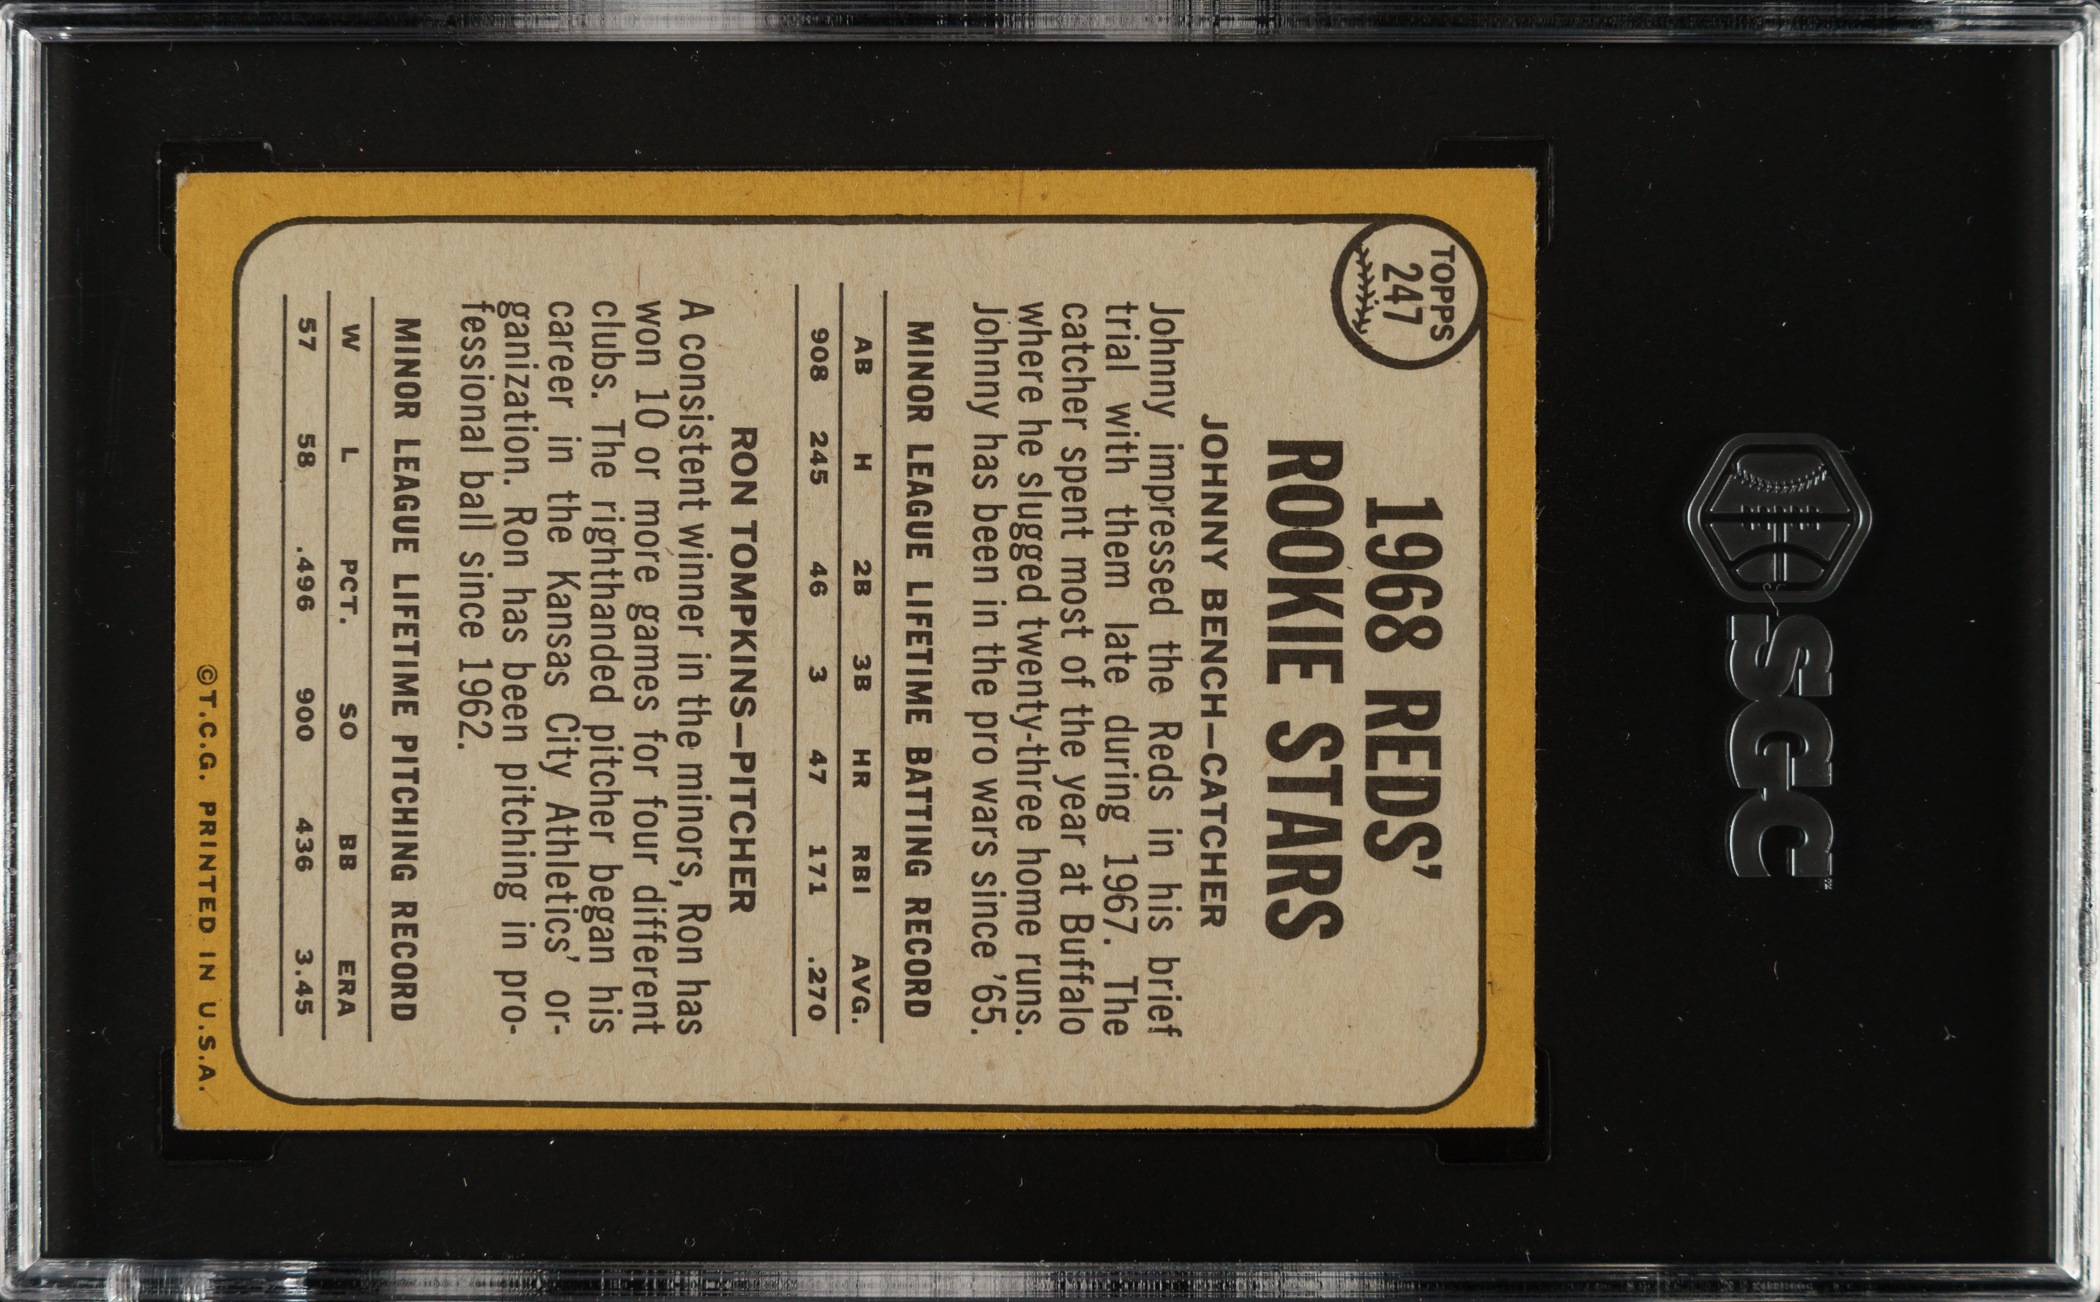 TOPPS
247
1968 REDS'
ROOKIE STARS
JOHNNY BENCH—CATCHER
Johnny impressed the Reds in his brief
trial with them late during 1967. The
catcher spent most of the year at Buffalo
where he slugged twenty-three home runs.
Johnny has been in the pro wars since '65.
MINOR LEAGUE LIFETIME BATTING RECORD
AB H 2B 3B HR RBI AVG.
908 245 46 3 47 171 .270
RON TOMPKINS—PITCHER
A consistent winner in the minors, Ron has
won 10 or more games for four different
clubs. The righthanded pitcher began his
career in the Kansas City Athletics' or-
ganization. Ron has been pitching in pro-
fessional ball since 1962.
MINOR LEAGUE LIFETIME PITCHING RECORD
W L PCT. SO BB ERA
57 58 .496 900 436 3.45
©T.C.G. PRINTED IN U.S.A.
SGC™